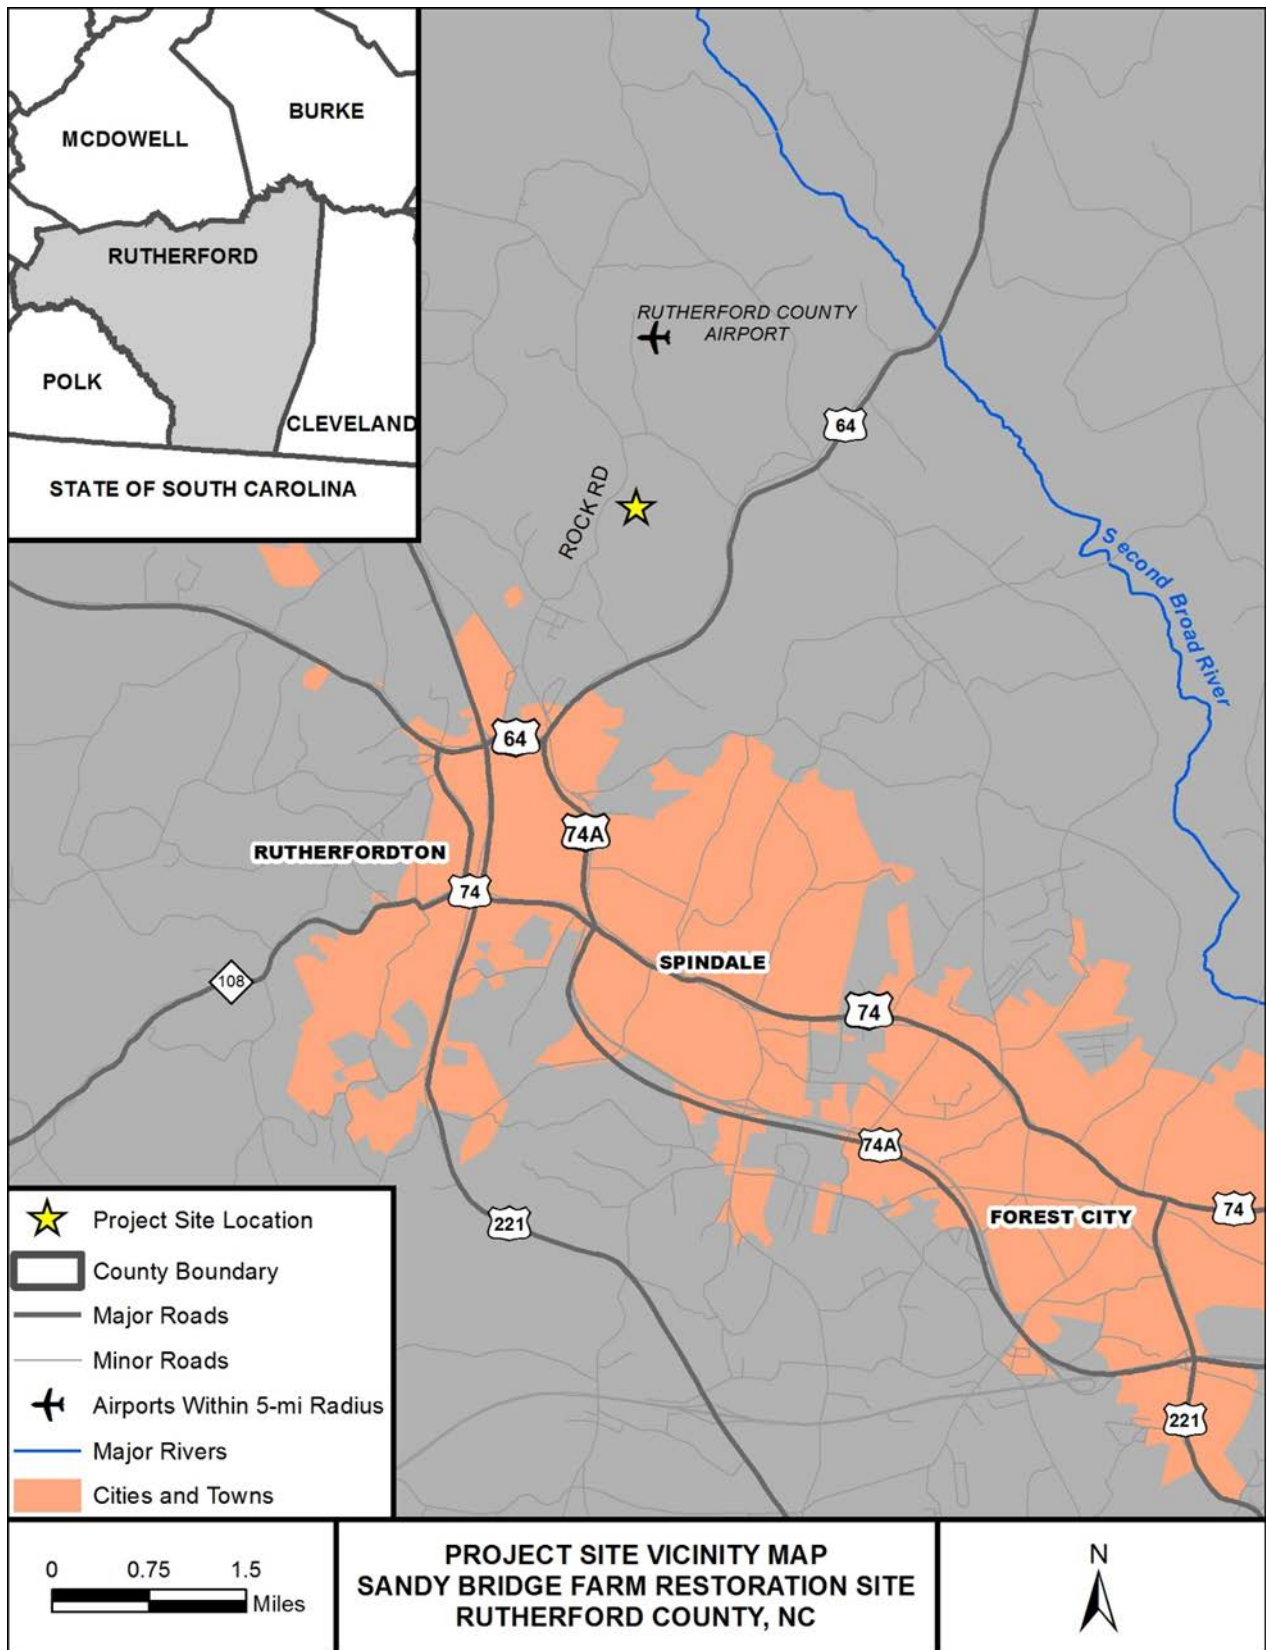 BURKE
MCDOWELL
RUTHERFORD
POLK
CLEVELAND
STATE OF SOUTH CAROLINA
RUTHERFORD COUNTY
AIRPORT
64
ROCK RD
Second Broad River
64
74A
RUTHERFORDTON
74
SPINDALE
108
74
74A
FOREST CITY
74
221
221
Project Site Location
County Boundary
Major Roads
Minor Roads
Airports Within 5-mi Radius
Major Rivers
Cities and Towns
0 0.75 1.5
Miles
PROJECT SITE VICINITY MAP
SANDY BRIDGE FARM RESTORATION SITE
RUTHERFORD COUNTY, NC
N